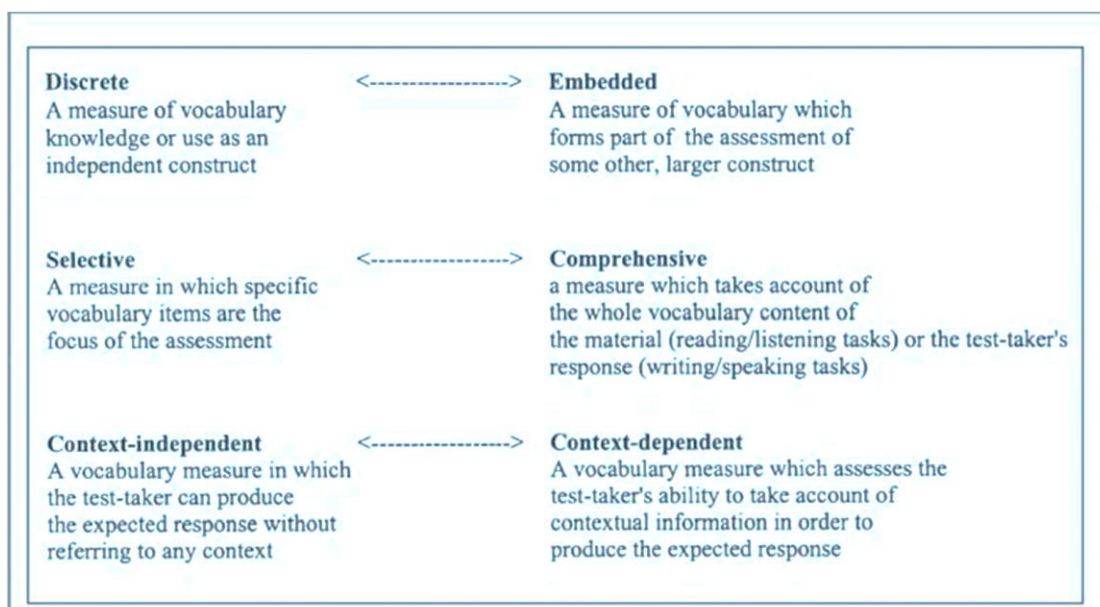 Discrete <-----------------> Embedded
A measure of vocabulary
knowledge or use as an
independent construct
A measure of vocabulary which
forms part of the assessment of
some other, larger construct
Selective <-----------------> Comprehensive
A measure in which specific
vocabulary items are the
focus of the assessment
a measure which takes account of
the whole vocabulary content of
the material (reading/listening tasks) or the test-taker's
response (writing/speaking tasks)
Context-independent <-----------------> Context-dependent
A vocabulary measure in which
the test-taker can produce
the expected response without
referring to any context
A vocabulary measure which assesses the
test-taker's ability to take account of
contextual information in order to
produce the expected response